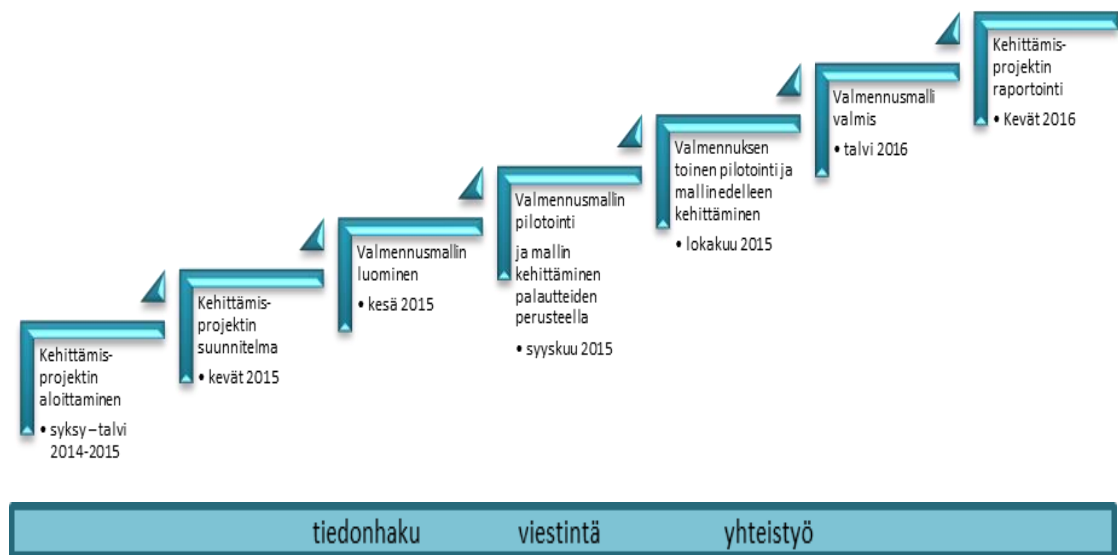 Kehittämis-
projektin
aloittaminen
• syksy – talvi
2014-2015
Kehittämis-
projektin
suunnitelma
• kevät 2015
Valmennusmallin
luominen
• kesä 2015
Valmennusmallin
pilotointi
ja mallin
kehittäminen
palautteiden
perusteella
• syyskuu 2015
Valmennuksen
toinen pilotointi ja
mallin edelleen
kehittäminen
• lokakuu 2015
Valmennusmalli
valmis
• talvi 2016
Kehittämis-
projektin
raportointi
• Kevät 2016
tiedonhaku viestintä yhteistyö